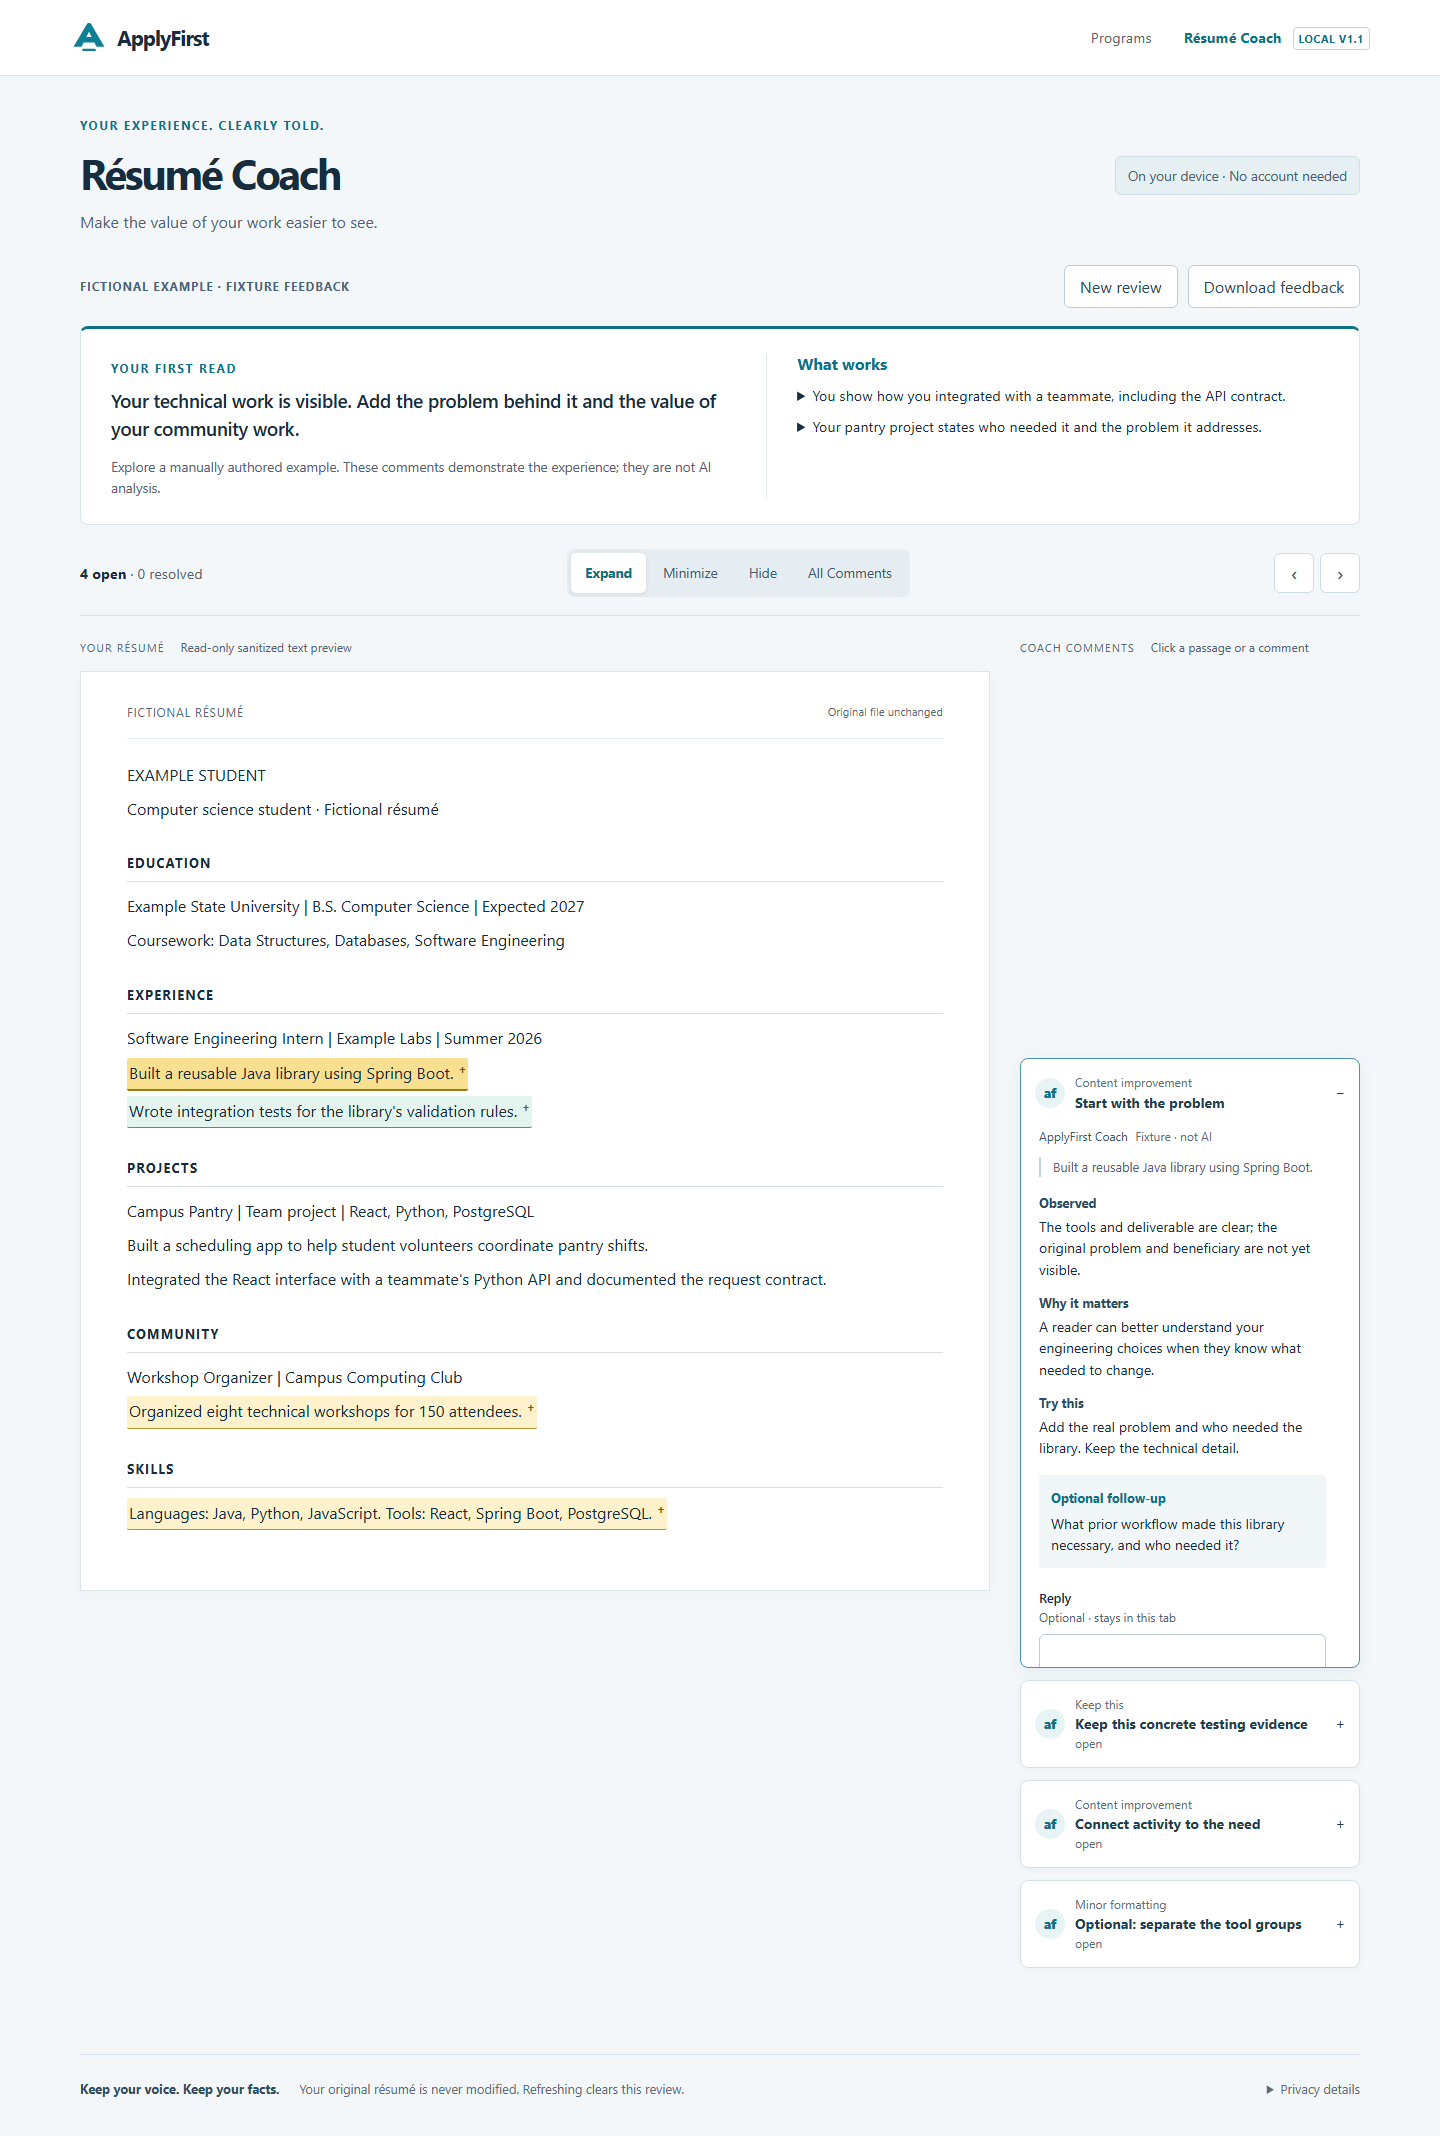 ApplyFirst
Programs
Résumé Coach
LOCAL V1.1
YOUR EXPERIENCE. CLEARLY TOLD.
Résumé Coach
Make the value of your work easier to see.
On your device · No account needed
FICTIONAL EXAMPLE · FIXTURE FEEDBACK
New review
Download feedback
YOUR FIRST READ
Your technical work is visible. Add the problem behind it and the value of
your community work.
Explore a manually authored example. These comments demonstrate the experience; they are not AI
analysis.
What works
▶ You show how you integrated with a teammate, including the API contract.
▶ Your pantry project states who needed it and the problem it addresses.
4 open · 0 resolved
Expand
Minimize
Hide
All Comments
‹
›
YOUR RÉSUMÉ
Read-only sanitized text preview
FICTIONAL RÉSUMÉ
Original file unchanged
EXAMPLE STUDENT
Computer science student · Fictional résumé
EDUCATION
Example State University | B.S. Computer Science | Expected 2027
Coursework: Data Structures, Databases, Software Engineering
EXPERIENCE
Software Engineering Intern | Example Labs | Summer 2026
Built a reusable Java library using Spring Boot. +
Wrote integration tests for the library's validation rules. +
PROJECTS
Campus Pantry | Team project | React, Python, PostgreSQL
Built a scheduling app to help student volunteers coordinate pantry shifts.
Integrated the React interface with a teammate's Python API and documented the request contract.
COMMUNITY
Workshop Organizer | Campus Computing Club
Organized eight technical workshops for 150 attendees. +
SKILLS
Languages: Java, Python, JavaScript. Tools: React, Spring Boot, PostgreSQL. +
COACH COMMENTS
Click a passage or a comment
af
Content improvement
Start with the problem
−
ApplyFirst Coach Fixture · not AI
Built a reusable Java library using Spring Boot.
Observed
The tools and deliverable are clear; the
original problem and beneficiary are not yet
visible.
Why it matters
A reader can better understand your
engineering choices when they know what
needed to change.
Try this
Add the real problem and who needed the
library. Keep the technical detail.
Optional follow-up
What prior workflow made this library
necessary, and who needed it?
Reply
Optional · stays in this tab
af
Keep this
Keep this concrete testing evidence
open
+
af
Content improvement
Connect activity to the need
open
+
af
Minor formatting
Optional: separate the tool groups
open
+
Keep your voice. Keep your facts.
Your original résumé is never modified. Refreshing clears this review.
▶ Privacy details